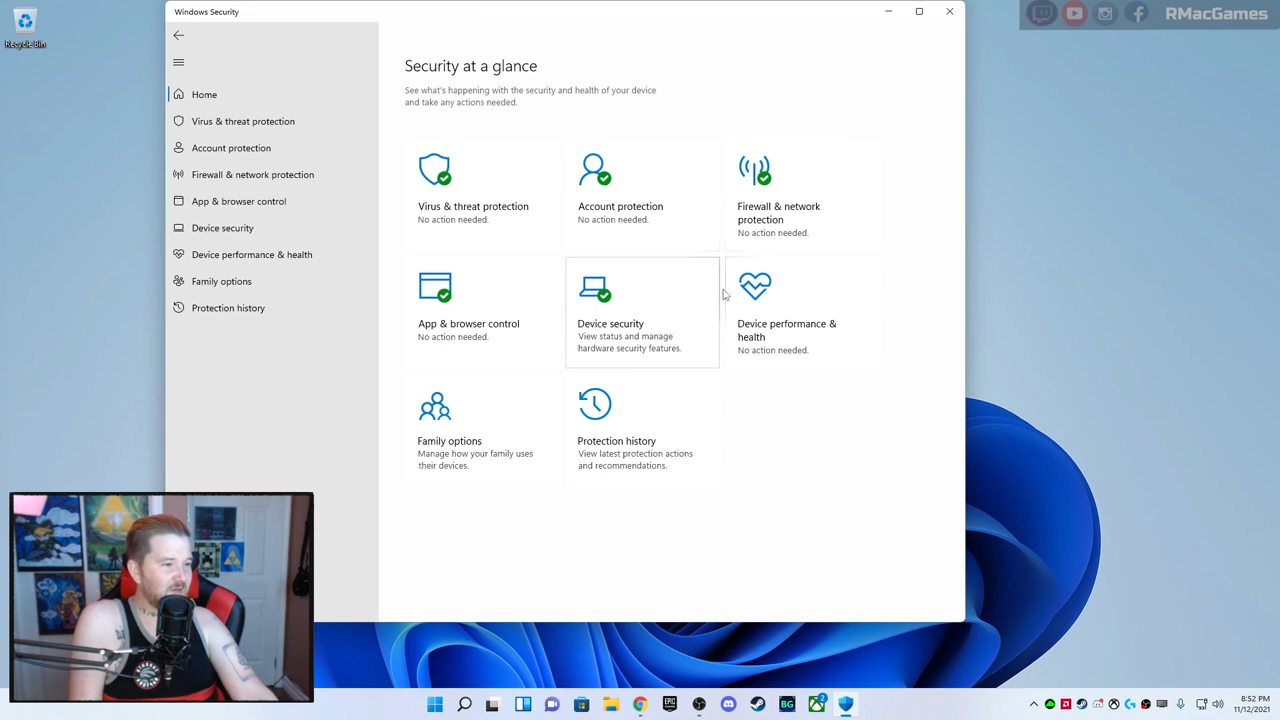 Windows Security
RMacGames
Recycle Bin
Home
Virus & threat protection
Account protection
Firewall & network protection
App & browser control
Device security
Device performance & health
Family options
Protection history
Security at a glance
See what's happening with the security and health of your device
and take any actions needed.
Virus & threat protection
No action needed.
Account protection
No action needed.
Firewall & network
protection
No action needed.
App & browser control
No action needed.
Device security
View status and manage
hardware security features.
Device performance &
health
No action needed.
Family options
Manage how your family uses
their devices.
Protection history
View latest protection actions
and recommendations.
EPIC
BG
2
8:52 PM
11/12/2021